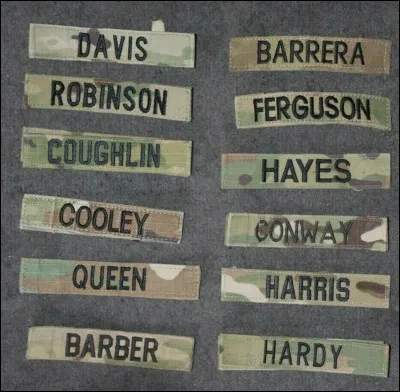 DAVIS
ROBINSON
COUGHLIN
COOLEY
QUEEN
BARBER
BARRERA
FERGUSON
HAYES
CONWAY
HARRIS
HARDY